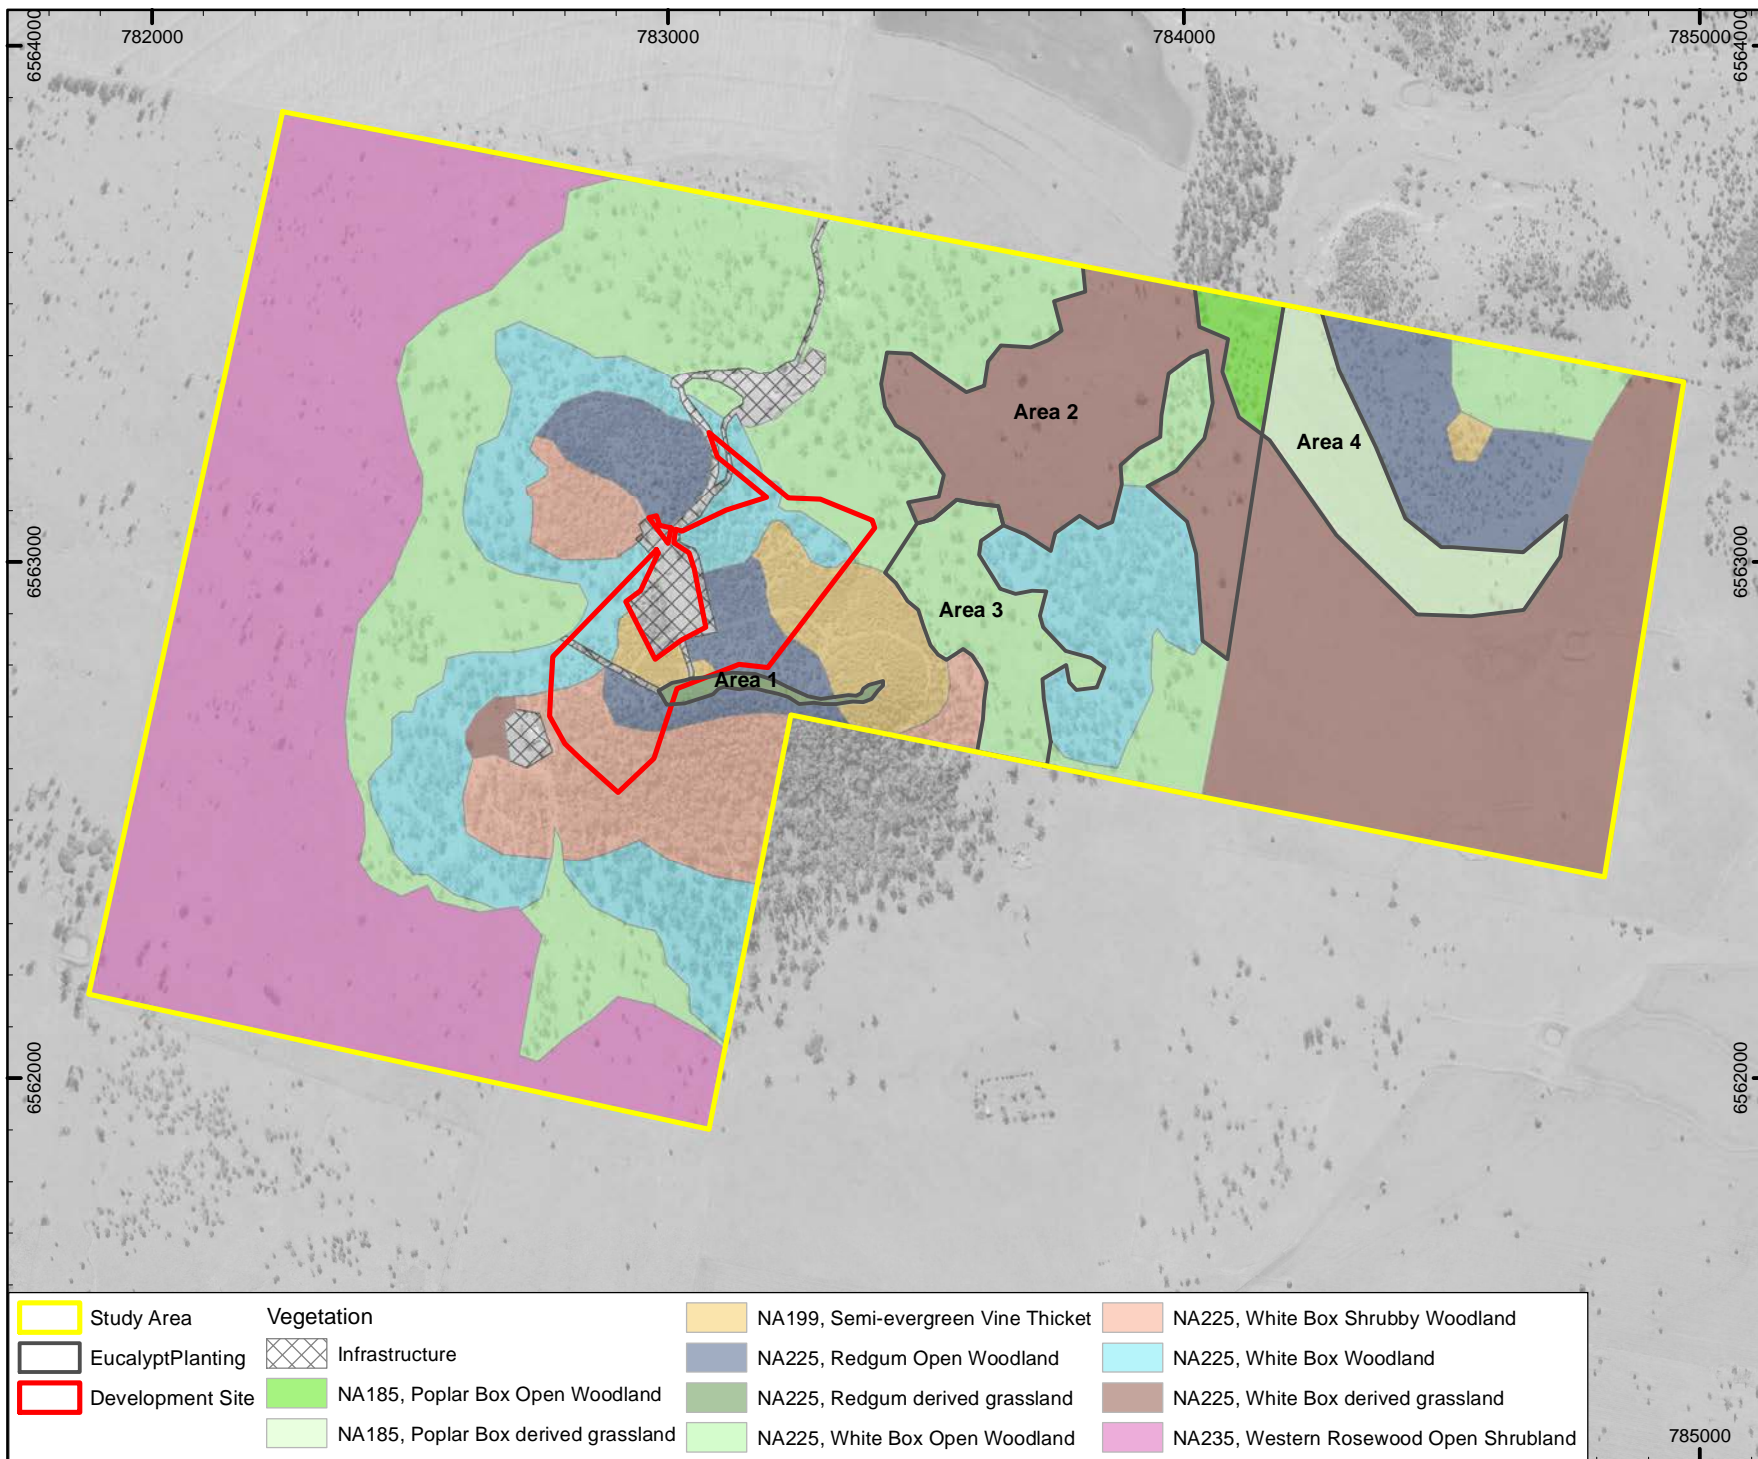 782000
783000
784000
785000
6564000
6564000
Area 2
Area 4
6563000
6563000
Area 3
Area 1
6562000
6562000
Study Area
EucalyptPlanting
Development Site
Vegetation
Infrastructure
NA185, Poplar Box Open Woodland
NA185, Poplar Box derived grassland
NA199, Semi-evergreen Vine Thicket
NA225, Redgum Open Woodland
NA225, Redgum derived grassland
NA225, White Box Open Woodland
NA225, White Box Shrubby Woodland
NA225, White Box Woodland
NA225, White Box derived grassland
NA235, Western Rosewood Open Shrubland
785000